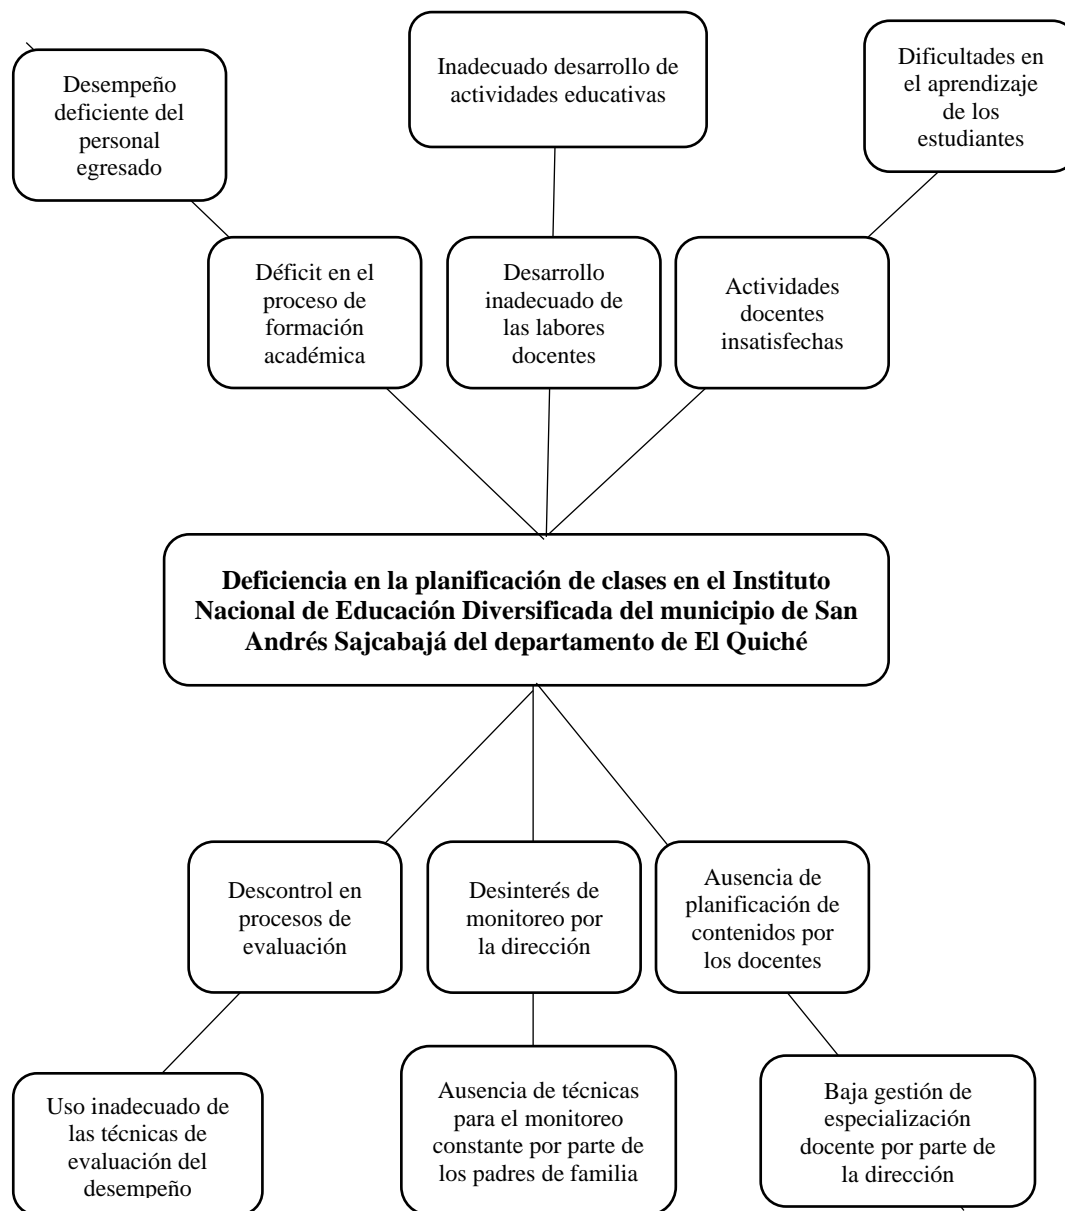 Desempeño
deficiente del
personal
egresado
Inadecuado desarrollo de
actividades educativas
Dificultades en
el aprendizaje
de los
estudiantes
Déficit en el
proceso de
formación
académica
Desarrollo
inadecuado de
las labores
docentes
Actividades
docentes
insatisfechas
Deficiencia en la planificación de clases en el Instituto
Nacional de Educación Diversificada del municipio de San
Andrés Sajcabajá del departamento de El Quiché
Descontrol en
procesos de
evaluación
Desinterés de
monitoreo por
la dirección
Ausencia de
planificación de
contenidos por
los docentes
Uso inadecuado de
las técnicas de
evaluación del
desempeño
Ausencia de técnicas
para el monitoreo
constante por parte de
los padres de familia
Baja gestión de
especialización
docente por parte de
la dirección